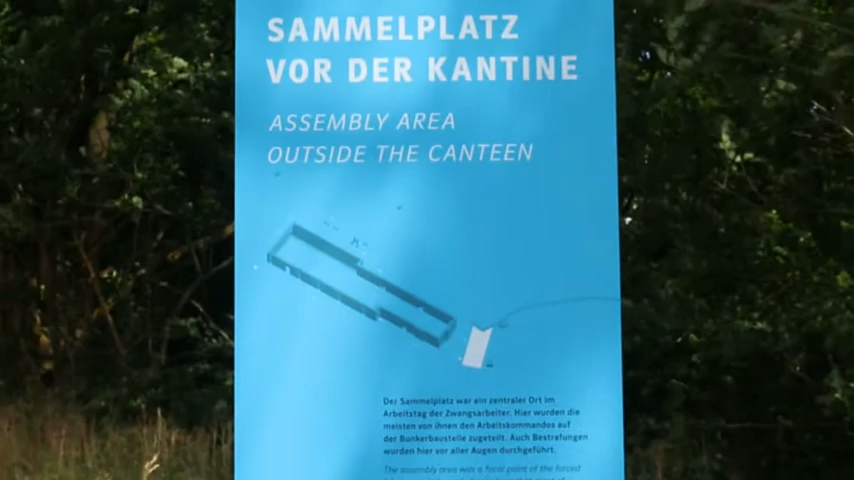 SAMMELPLATZ
VOR DER KANTINE
ASSEMBLY AREA
OUTSIDE THE CANTEEN
Der Sammelplatz war ein zentraler Ort im
Arbeitstag der Zwangsarbeiter. Hier wurden die
meisten von ihnen den Arbeitskommandos auf
der Bunkerbaustelle zugeteilt. Auch Bestrafungen
wurden hier vor aller Augen durchgeführt.
The assembly area was a focal point of the forced